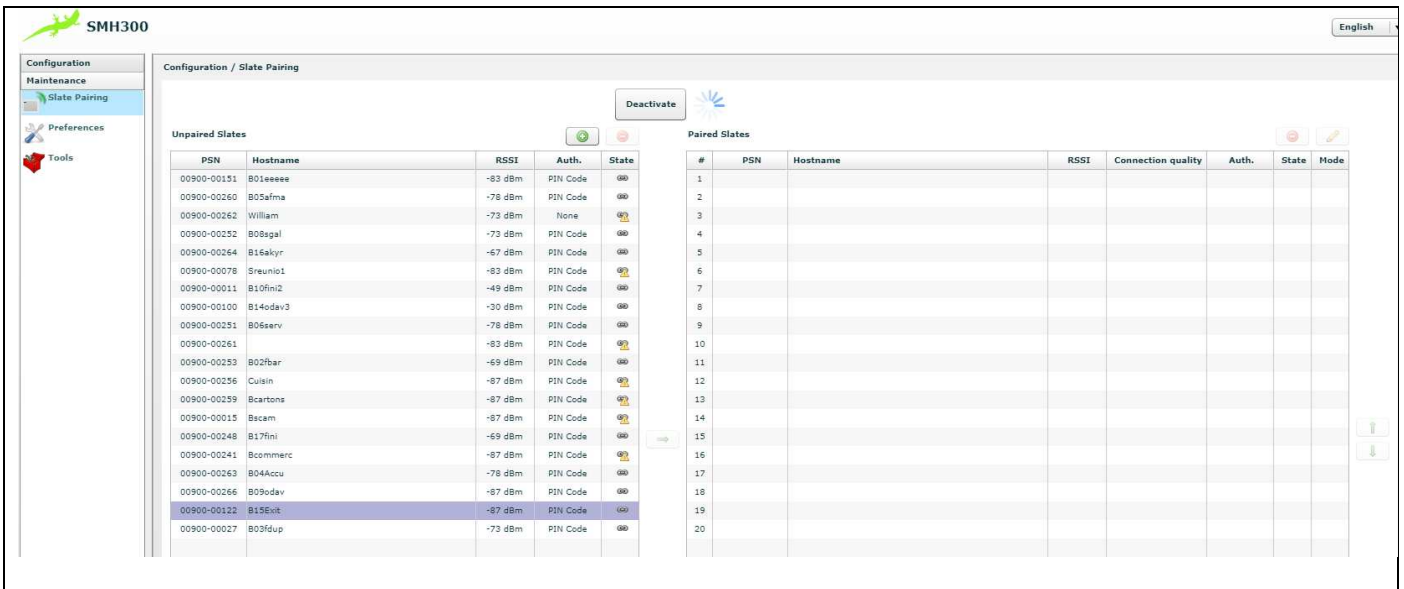 SMH300
English
Configuration
Maintenance
Slate Pairing
Preferences
Tools
Configuration / Slate Pairing
Deactivate
Unpaired Slates
PSN Hostname RSSI Auth. State
00900-00151 B01eeeee -83 dBm PIN Code
00900-00260 B05afma -78 dBm PIN Code
00900-00262 William -73 dBm None
00900-00252 B08sgal -73 dBm PIN Code
00900-00264 B16akyr -67 dBm PIN Code
00900-00078 Sreunio1 -83 dBm PIN Code
00900-00011 B10fini2 -49 dBm PIN Code
00900-00100 B14odav3 -30 dBm PIN Code
00900-00251 B06serv -78 dBm PIN Code
00900-00261 -83 dBm PIN Code
00900-00253 B02fbar -69 dBm PIN Code
00900-00256 Cuisin -87 dBm PIN Code
00900-00259 Bcartons -87 dBm PIN Code
00900-00015 Bscam -87 dBm PIN Code
00900-00248 B17fini -69 dBm PIN Code
00900-00241 Bcommerc -87 dBm PIN Code
00900-00263 B04Accu -78 dBm PIN Code
00900-00266 B09odav -87 dBm PIN Code
00900-00122 B15Exit -87 dBm PIN Code
00900-00027 B03fdup -73 dBm PIN Code
Paired Slates
# PSN Hostname RSSI Connection quality Auth. State Mode
1
2
3
4
5
6
7
8
9
10
11
12
13
14
15
16
17
18
19
20